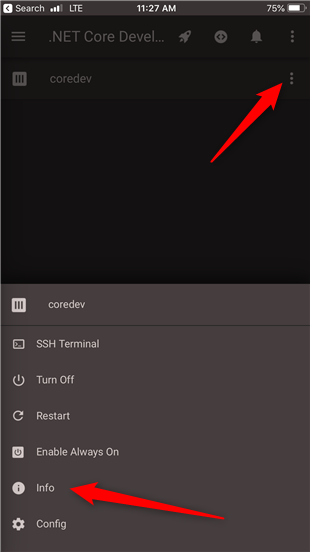 Search LTE 11:27 AM 75%
.NET Core Devel...
coredev
coredev
SSH Terminal
Turn Off
Restart
Enable Always On
Info
Config